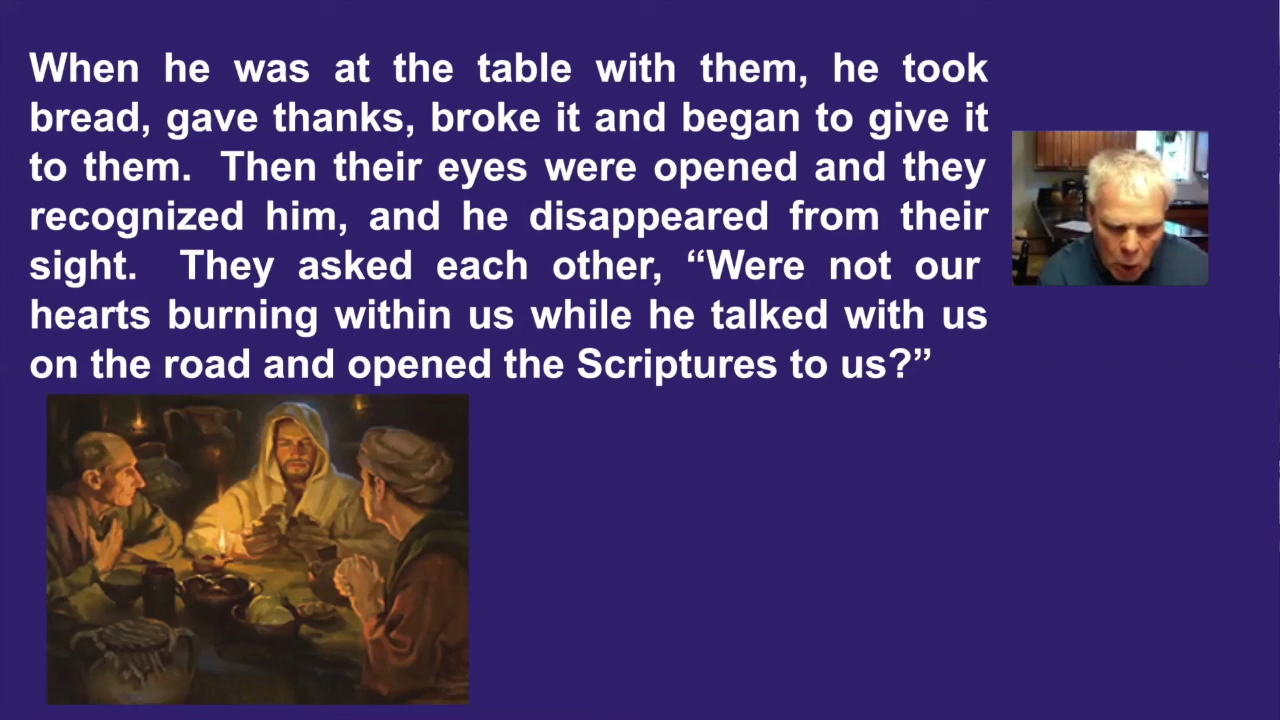 When he was at the table with them, he took
bread, gave thanks, broke it and began to give it
to them. Then their eyes were opened and they
recognized him, and he disappeared from their
sight. They asked each other, “Were not our
hearts burning within us while he talked with us
on the road and opened the Scriptures to us?”